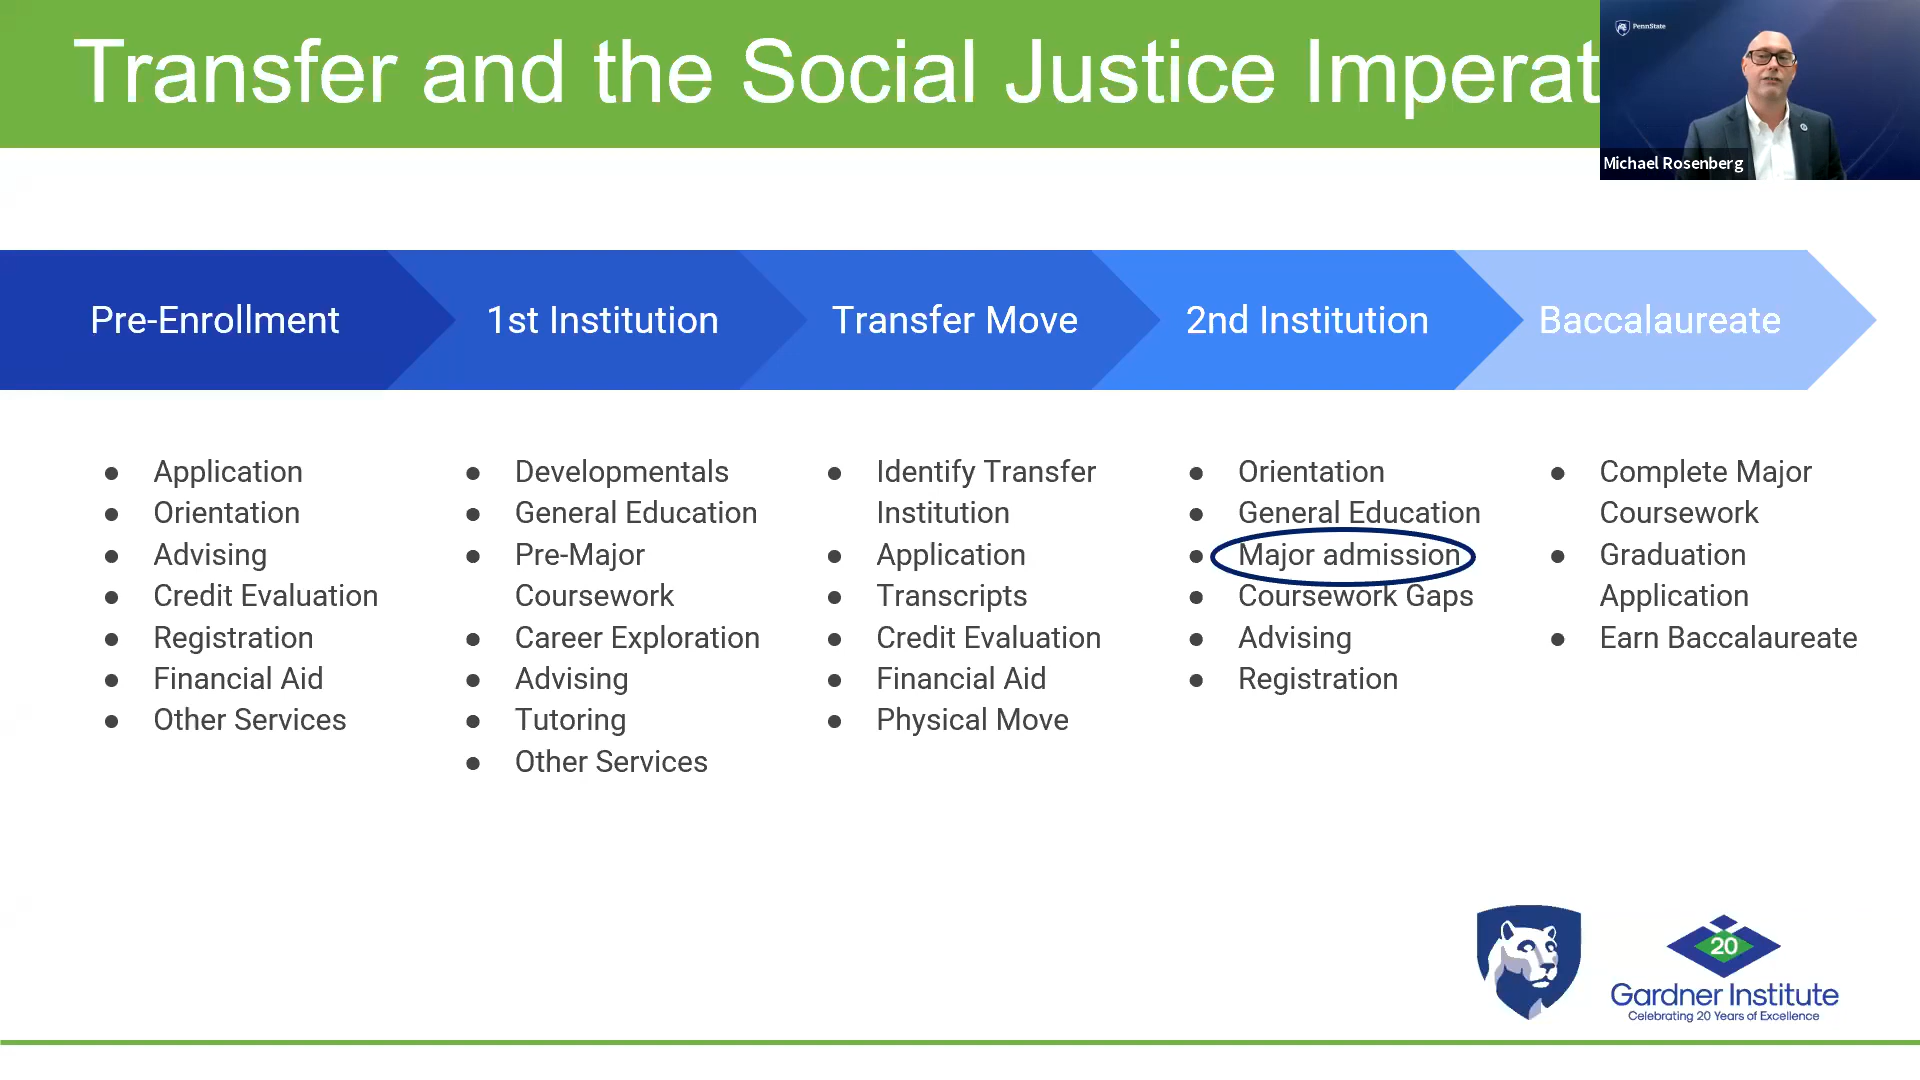 Transfer and the Social Justice Imperat
PennState
Michael Rosenberg
Pre-Enrollment
1st Institution
Transfer Move
2nd Institution
Baccalaureate
● Application
● Orientation
● Advising
● Credit Evaluation
● Registration
● Financial Aid
● Other Services
● Developmentals
● General Education
● Pre-Major
Coursework
● Career Exploration
● Advising
● Tutoring
● Other Services
● Identify Transfer
Institution
● Application
● Transcripts
● Credit Evaluation
● Financial Aid
● Physical Move
● Orientation
● General Education
● Major admission
● Coursework Gaps
● Advising
● Registration
● Complete Major
Coursework
● Graduation
Application
● Earn Baccalaureate
20
Gardner Institute
Celebrating 20 Years of Excellence